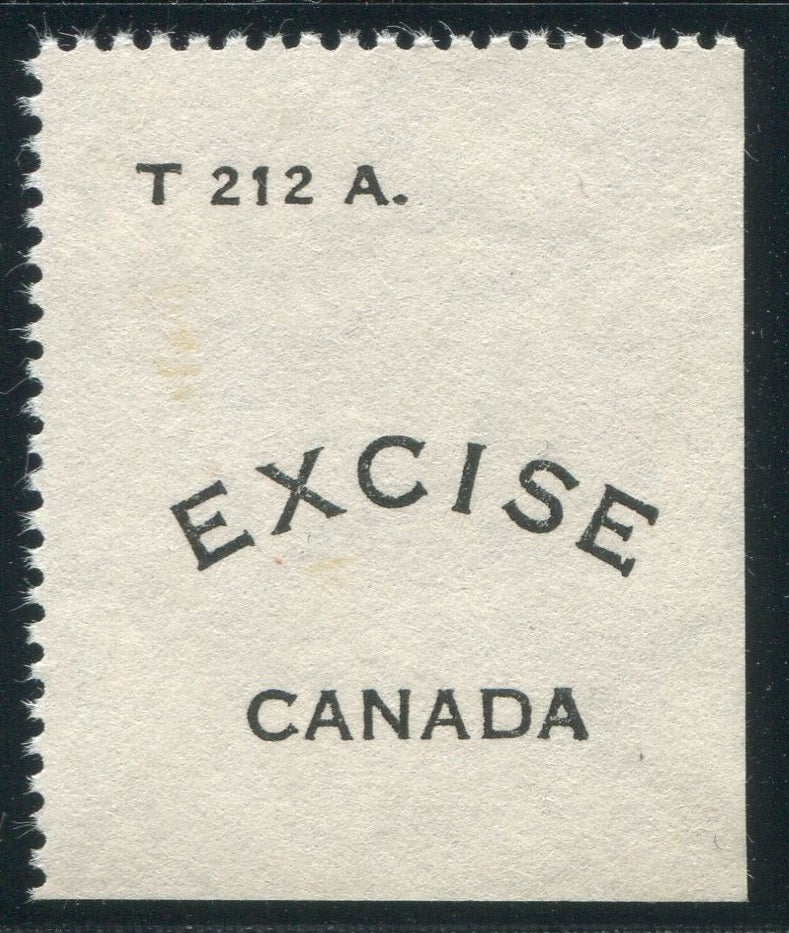 T 212 A.
EXCISE
CANADA